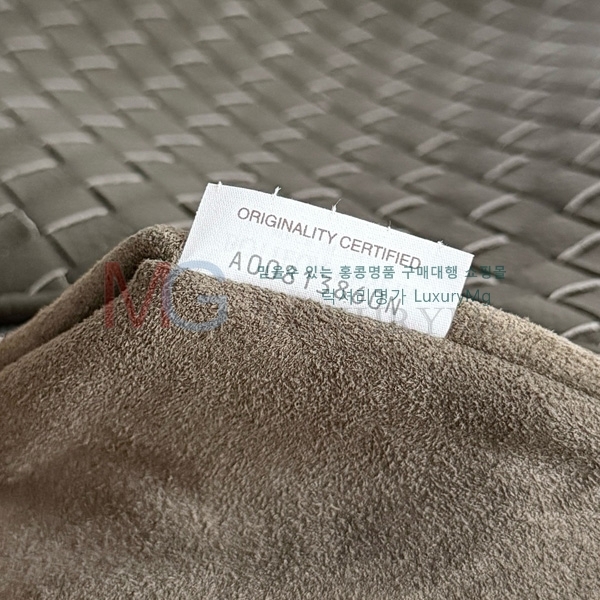 ORIGINALITY CERTIFIED
믿을수 있는 홍콩명품 구매대행 쇼핑몰
럭셔리명가 LuxuryMg
MG